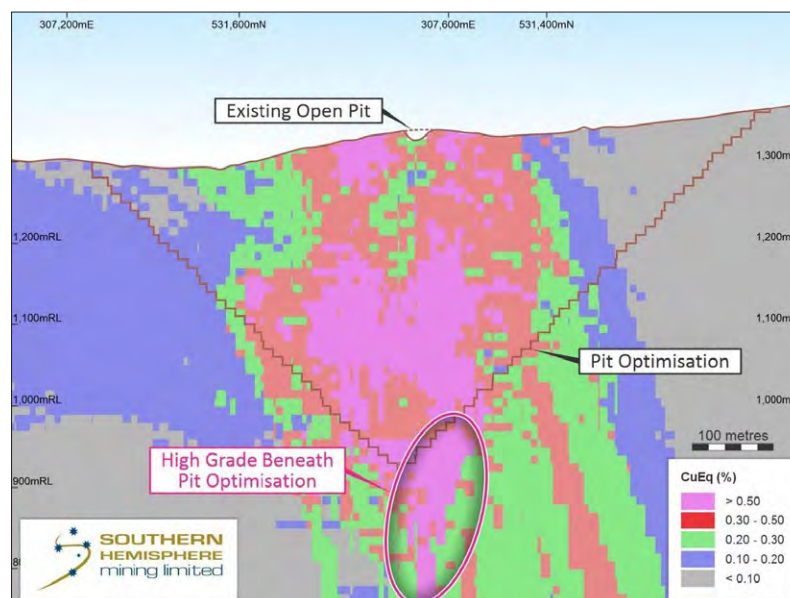 307,200mE
531,600mN
307,600mE
531,400mN
Existing Open Pit
1,300m
1,200mRL
1,200m
1,100mRL
1,100m
Pit Optimisation
1,000mRL
1,000m
100 metres
High Grade Beneath
Pit Optimisation
900mRL
CuEq (%)
> 0.50
0.30 - 0.50
0.20 - 0.30
0.10 - 0.20
< 0.10
SOUTHERN
HEMISPHERE
mining limited